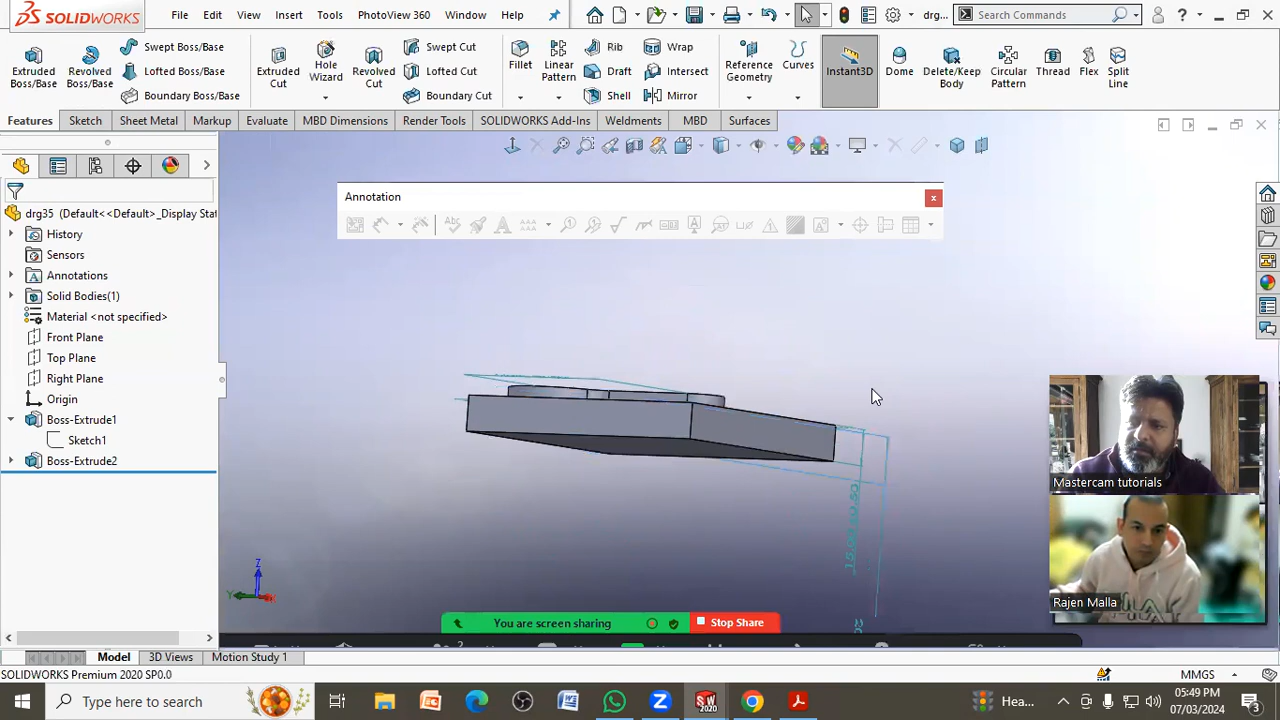 SOLIDWORKS File Edit View Insert Tools PhotoView 360 Window Help drg... Search Commands ?
Extruded Boss/Base
Revolved Boss/Base
Swept Boss/Base
Lofted Boss/Base
Boundary Boss/Base
Extruded Cut
Hole Wizard
Revolved Cut
Swept Cut
Lofted Cut
Boundary Cut
Fillet
Linear Pattern
Rib
Draft
Shell
Wrap
Intersect
Mirror
Reference Geometry
Curves
Instant3D
Dome
Delete/Keep Body
Circular Pattern
Thread
Flex
Split Line
Features Sketch Sheet Metal Markup Evaluate MBD Dimensions Render Tools SOLIDWORKS Add-Ins Weldments MBD Surfaces
Annotation
drg35 (Default<<Default>_Display Stat
History
Sensors
Annotations
Solid Bodies(1)
Material <not specified>
Front Plane
Top Plane
Right Plane
Origin
Boss-Extrude1
Sketch1
Boss-Extrude2
15.00±0.50
Z
Y
X
Mastercam tutorials
Rajen Malla
You are screen sharing Stop Share
Model 3D Views Motion Study 1
SOLIDWORKS Premium 2020 SP0.0 MMGS
Type here to search
Hea...
05:49 PM
07/03/2024